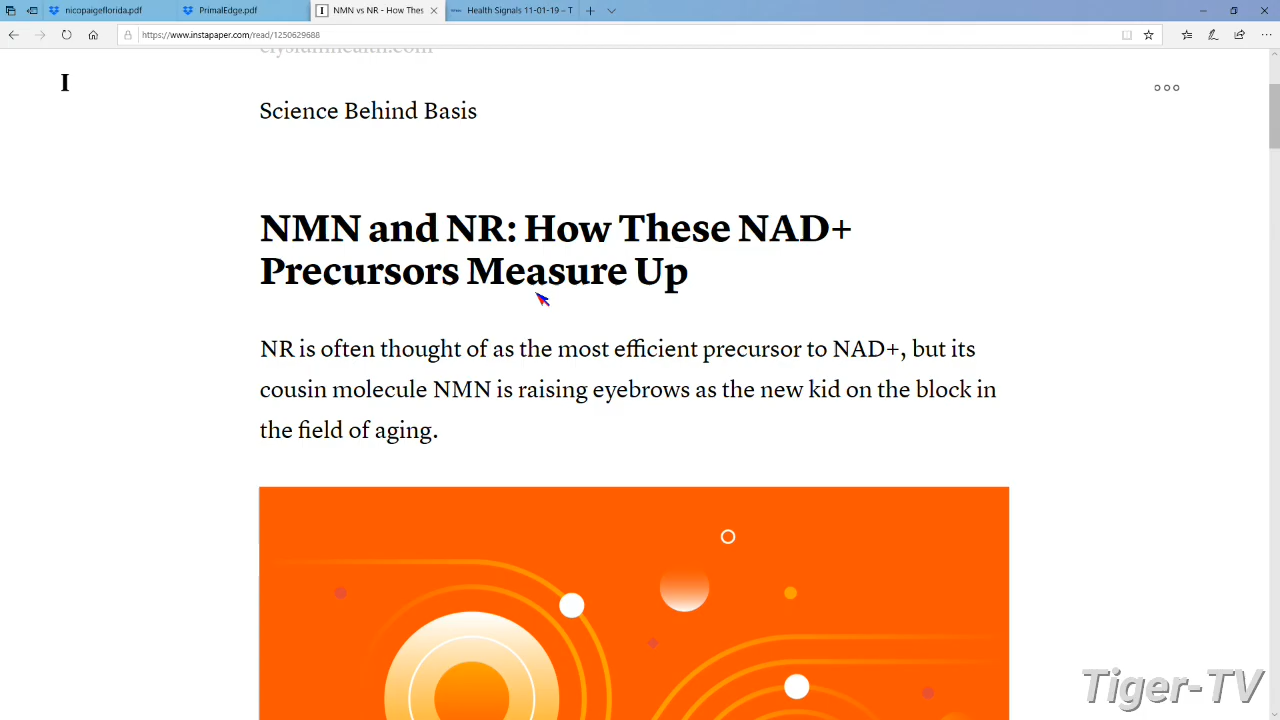 nicopaigeflorida.pdf
PrimalEdge.pdf
NMN vs NR - How Thes
Health Signals 11-01-19 – T
https://www.instapaper.com/read/1250629688
elysiumhealth.com
I
Science Behind Basis
NMN and NR: How These NAD+
Precursors Measure Up
NR is often thought of as the most efficient precursor to NAD+, but its
cousin molecule NMN is raising eyebrows as the new kid on the block in
the field of aging.
Tiger-TV